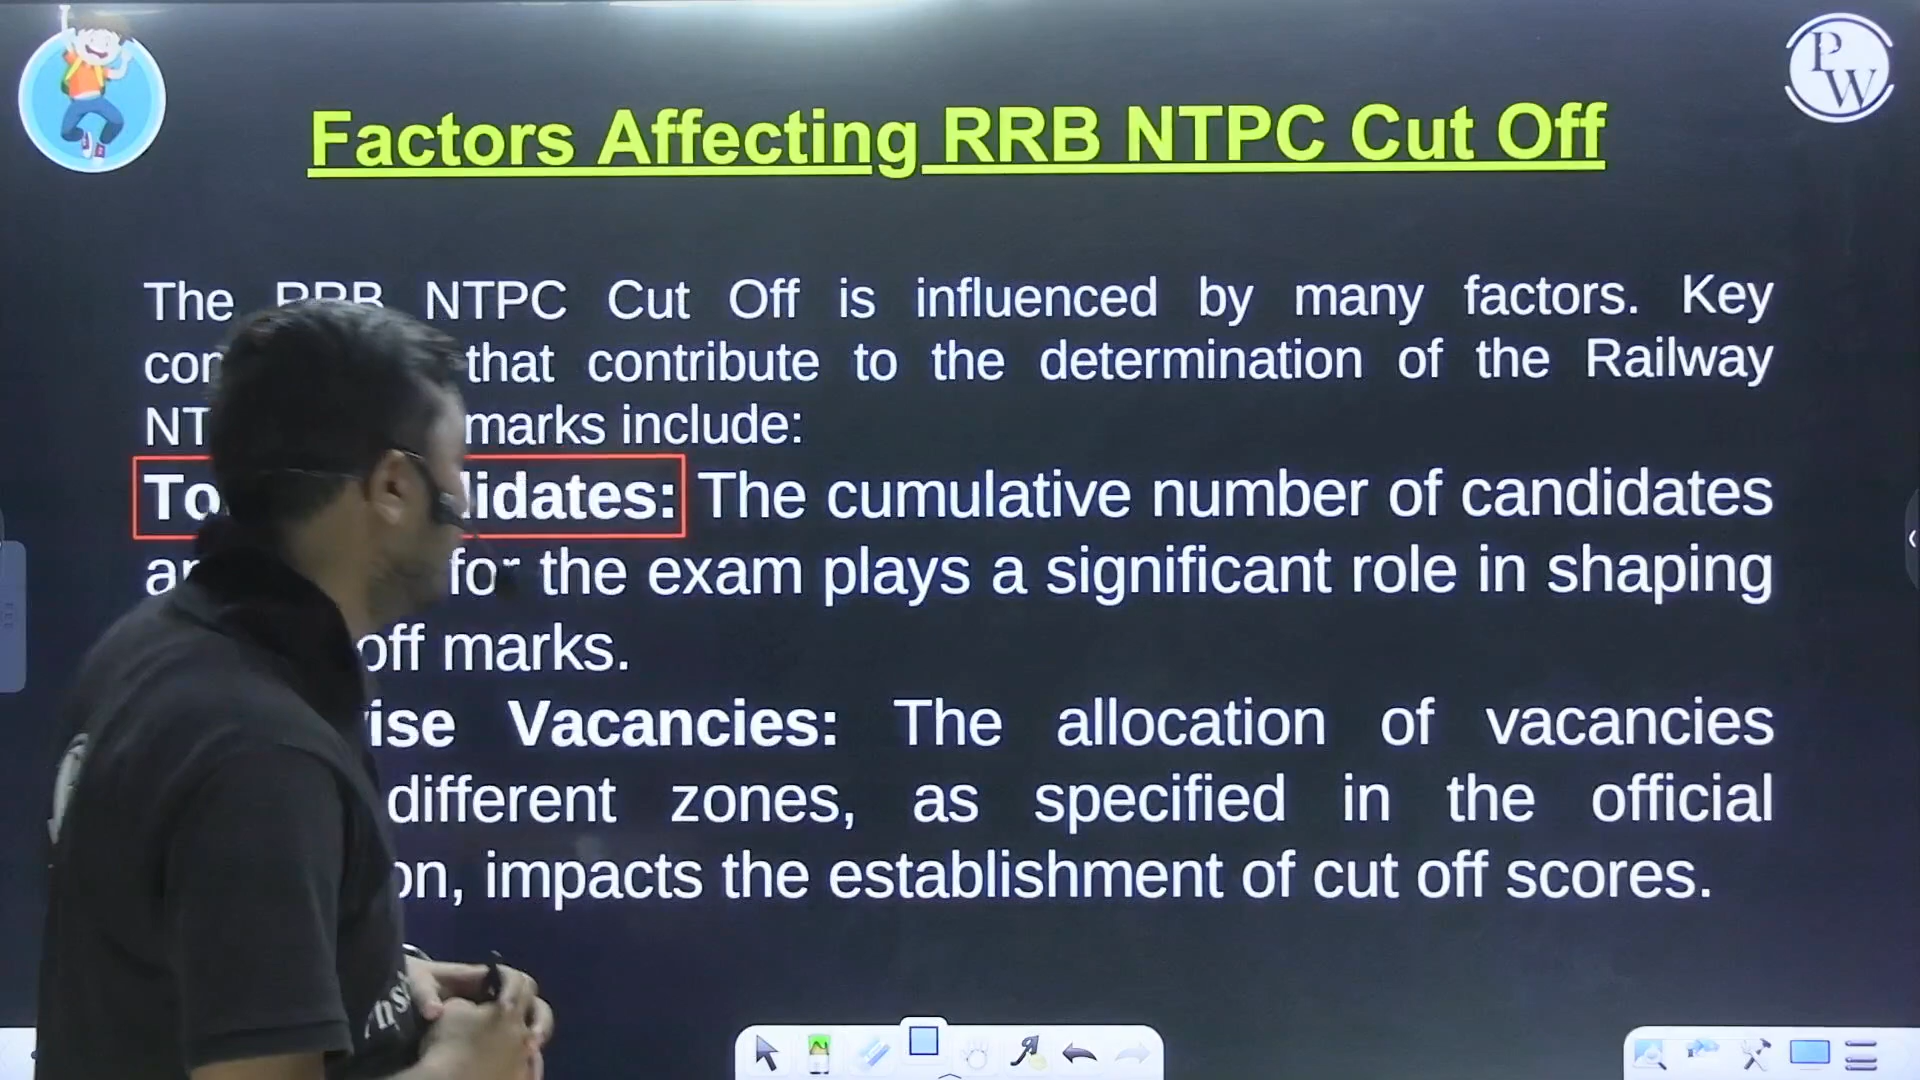 PW
Factors Affecting RRB NTPC Cut Off
The RRB NTPC Cut Off is influenced by many factors. Key
that contribute to the determination of the Railway
marks include:
The cumulative number of candidates
for the exam plays a significant role in shaping
off marks.
Vacancies: The allocation of vacancies
different zones, as specified in the official
impacts the establishment of cut off scores.